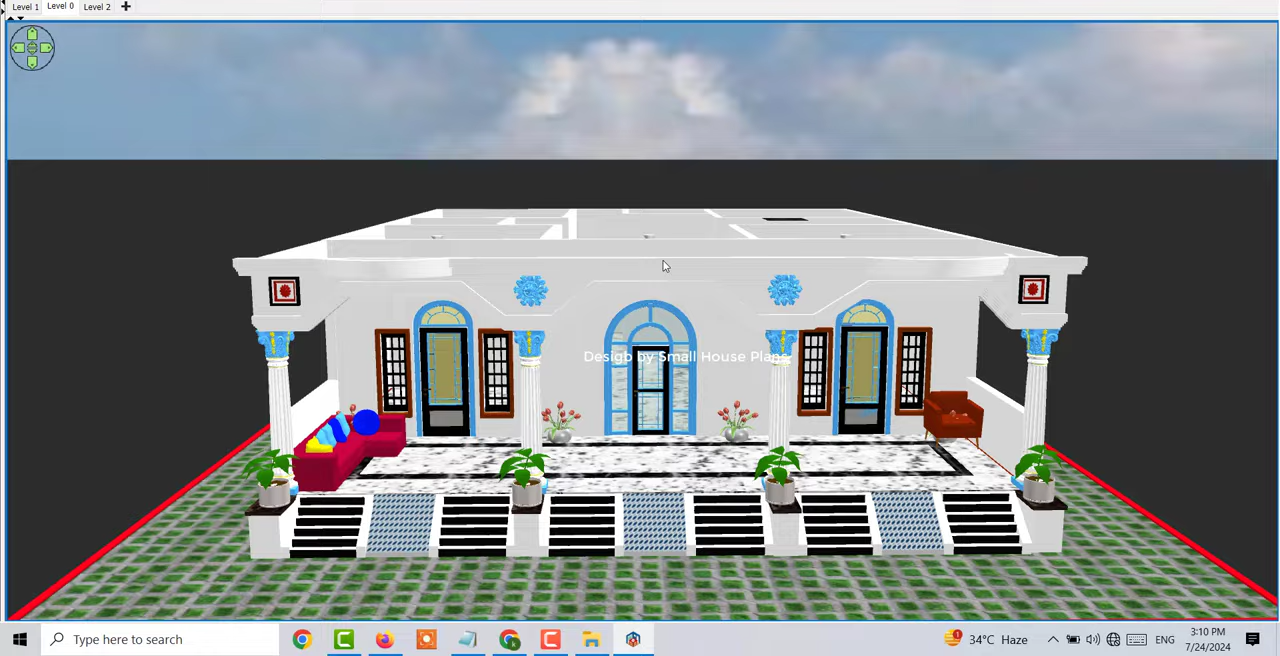 Level 1 Level 0 Level 2
Desigb by Small House Plans
Type here to search
34°C Haze
ENG
3:10 PM
7/24/2024